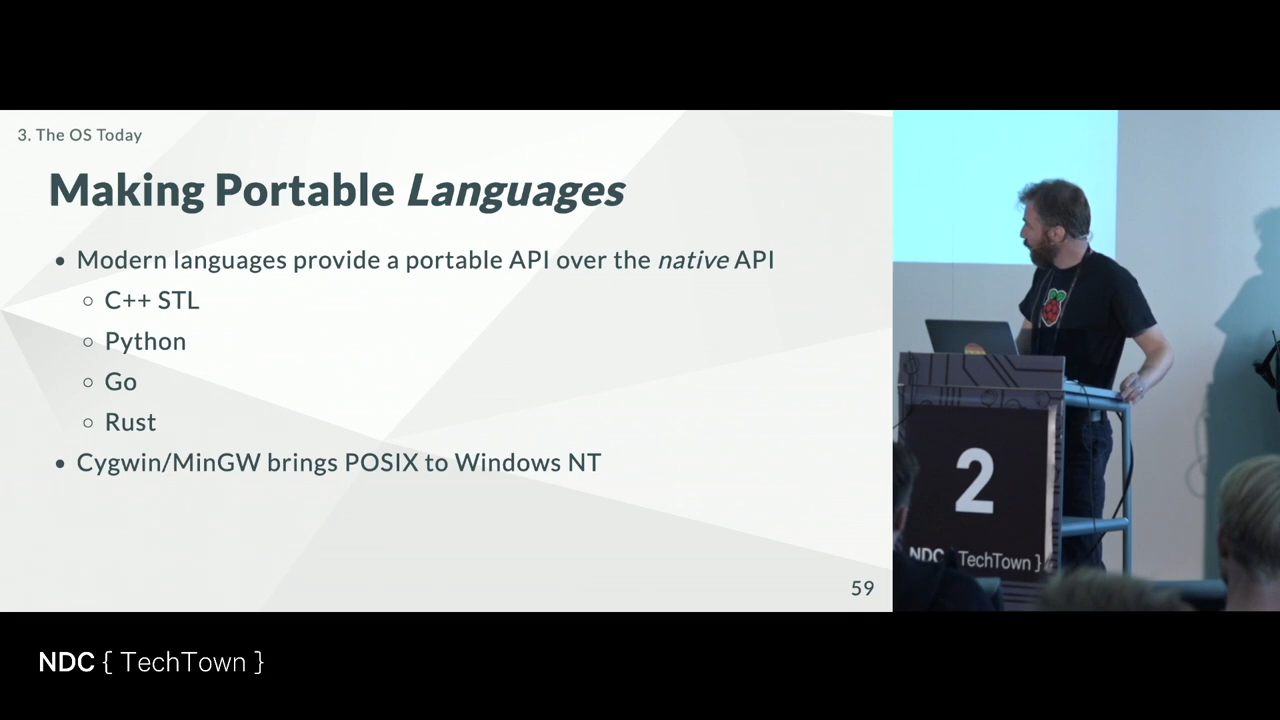 3. The OS Today
Making Portable Languages
• Modern languages provide a portable API over the native API
○ C++ STL
○ Python
○ Go
○ Rust
• Cygwin/MinGW brings POSIX to Windows NT
59
2
NDC { TechTown }
NDC { TechTown }